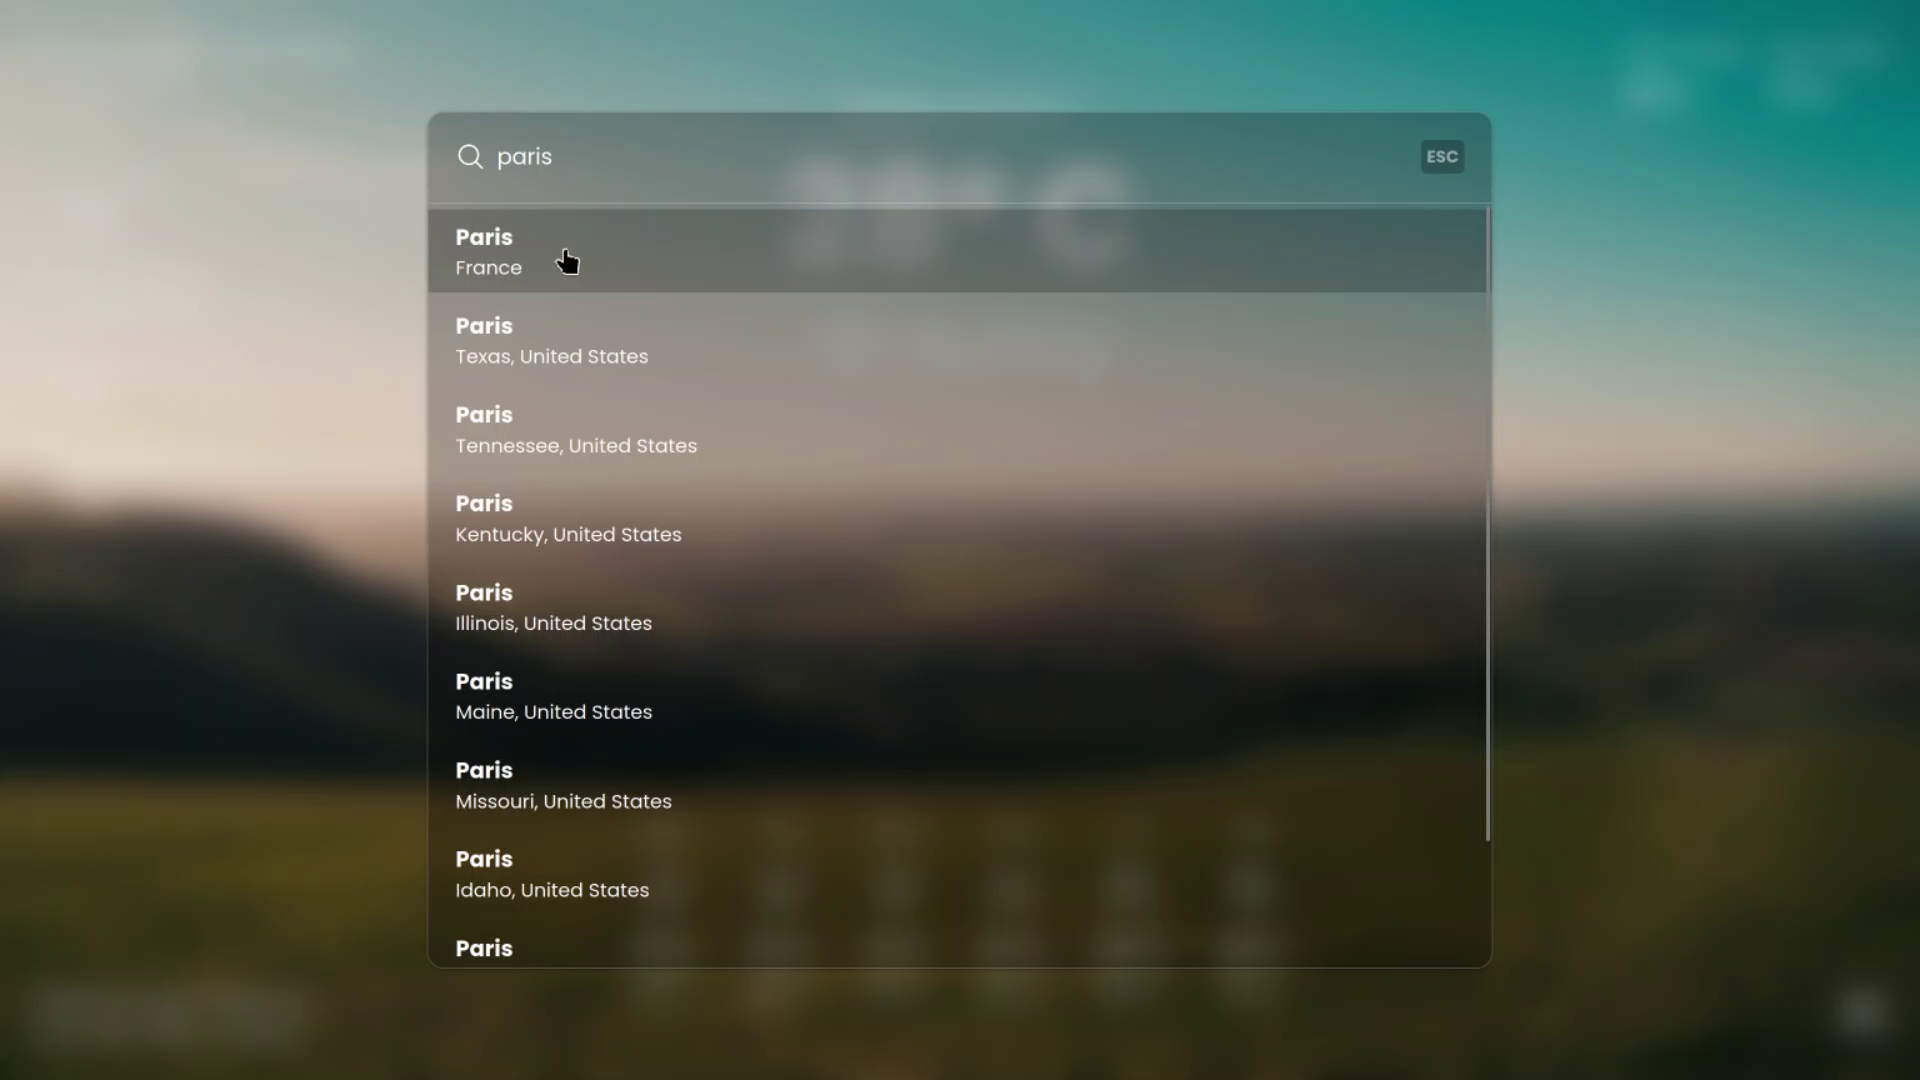 paris
ESC
Paris
France
Paris
Texas, United States
Paris
Tennessee, United States
Paris
Kentucky, United States
Paris
Illinois, United States
Paris
Maine, United States
Paris
Missouri, United States
Paris
Idaho, United States
Paris